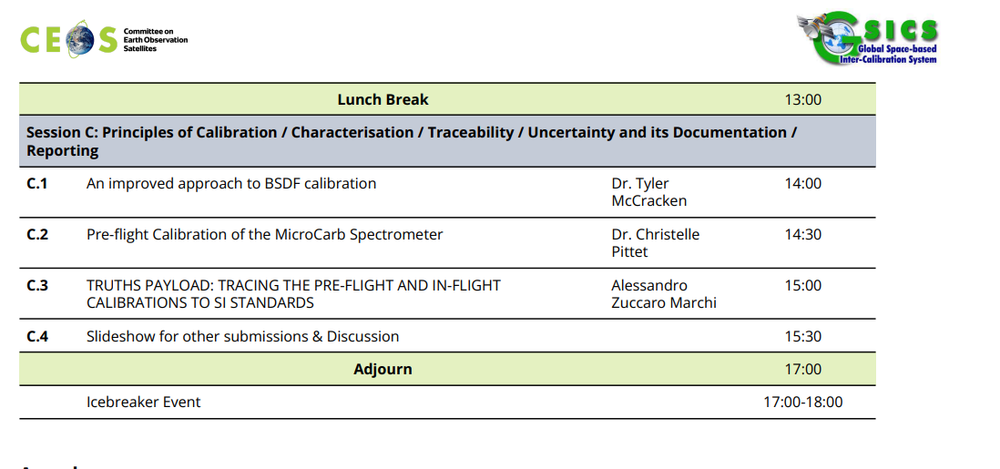 CEOS
Committee on
Earth Observation
Satellites
GSICS
Global Space-based
Inter-Calibration System
Lunch Break 13:00
Session C: Principles of Calibration / Characterisation / Traceability / Uncertainty and its Documentation /
Reporting
C.1 An improved approach to BSDF calibration Dr. Tyler 14:00
McCracken
C.2 Pre-flight Calibration of the MicroCarb Spectrometer Dr. Christelle 14:30
Pittet
C.3 TRUTHS PAYLOAD: TRACING THE PRE-FLIGHT AND IN-FLIGHT Alessandro 15:00
CALIBRATIONS TO SI STANDARDS Zuccaro Marchi
C.4 Slideshow for other submissions & Discussion 15:30
Adjourn 17:00
Icebreaker Event 17:00-18:00